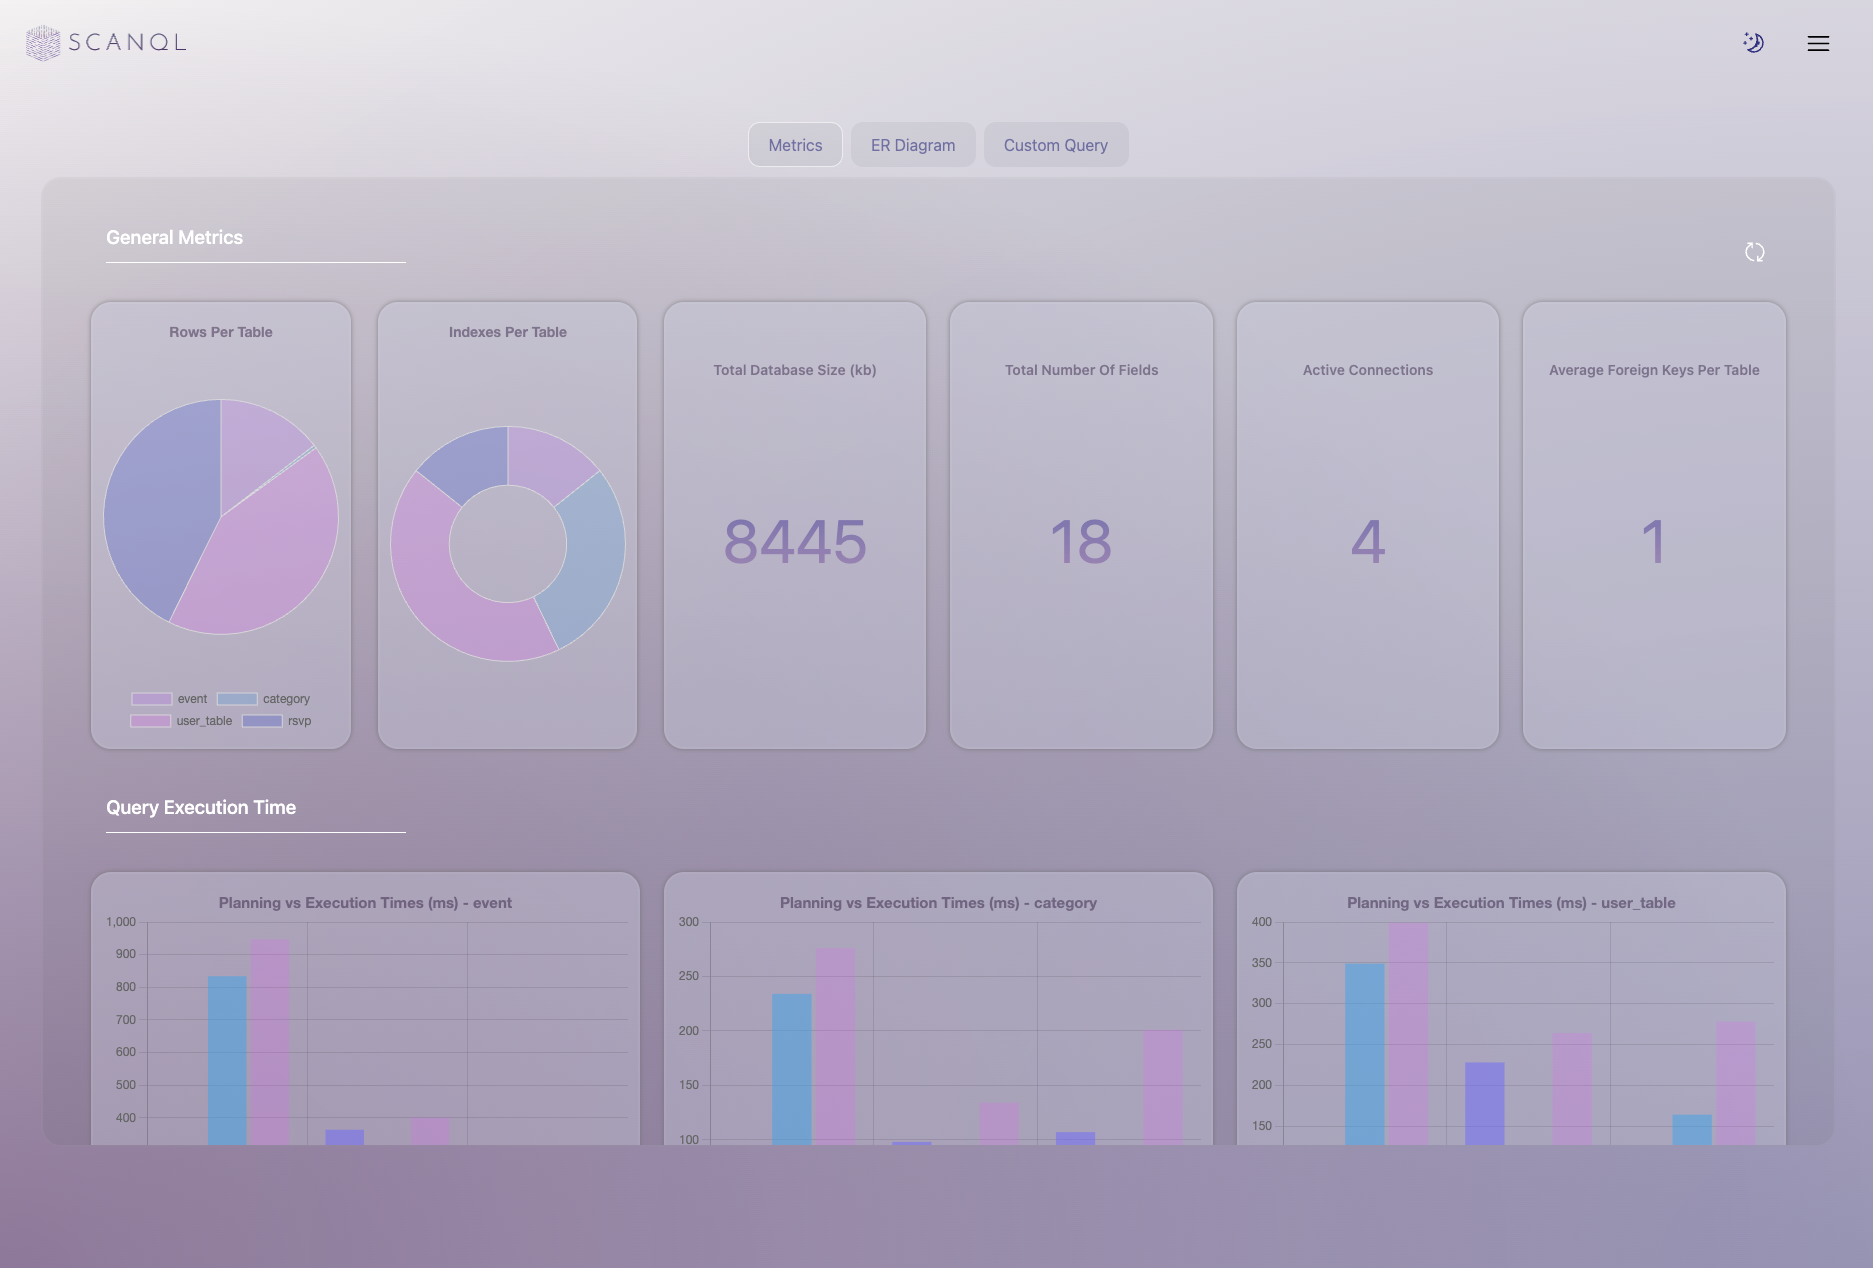 SCANQL
Metrics
ER Diagram
Custom Query
General Metrics
Rows Per Table
event
category
user_table
rsvp
Indexes Per Table
Total Database Size (kb)
8445
Total Number Of Fields
18
Active Connections
4
Average Foreign Keys Per Table
1
Query Execution Time
Planning vs Execution Times (ms) - event
1,000
900
800
700
600
500
400
Planning vs Execution Times (ms) - category
300
250
200
150
100
Planning vs Execution Times (ms) - user_table
400
350
300
250
200
150